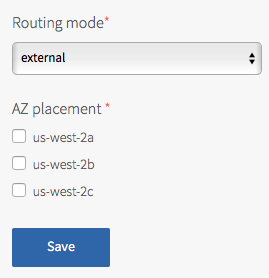 Routing mode*
external
AZ placement *
us-west-2a
us-west-2b
us-west-2c
Save